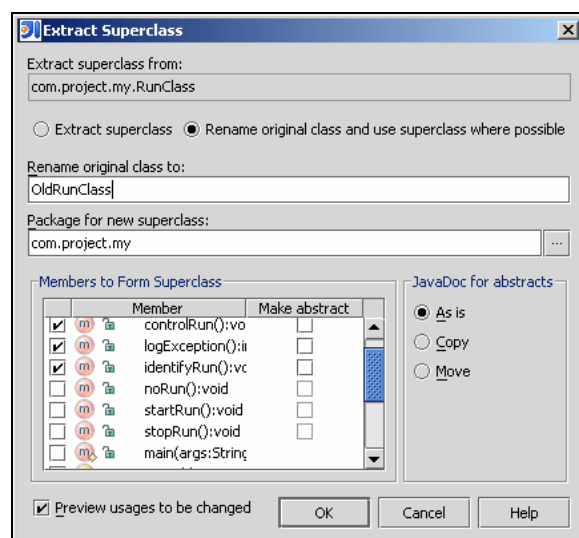 Extract Superclass
Extract superclass from:
com.project.my.RunClass
Extract superclass Rename original class and use superclass where possible
Rename original class to:
OldRunClass
Package for new superclass:
com.project.my
...
Members to Form Superclass
JavaDoc for abstracts
Member Make abstract
m controlRun():vo
m logException():i
m identifyRun():vc
m noRun():void
m startRun():void
m stopRun():void
m main(args:String
As is
Copy
Move
Preview usages to be changed
OK
Cancel
Help